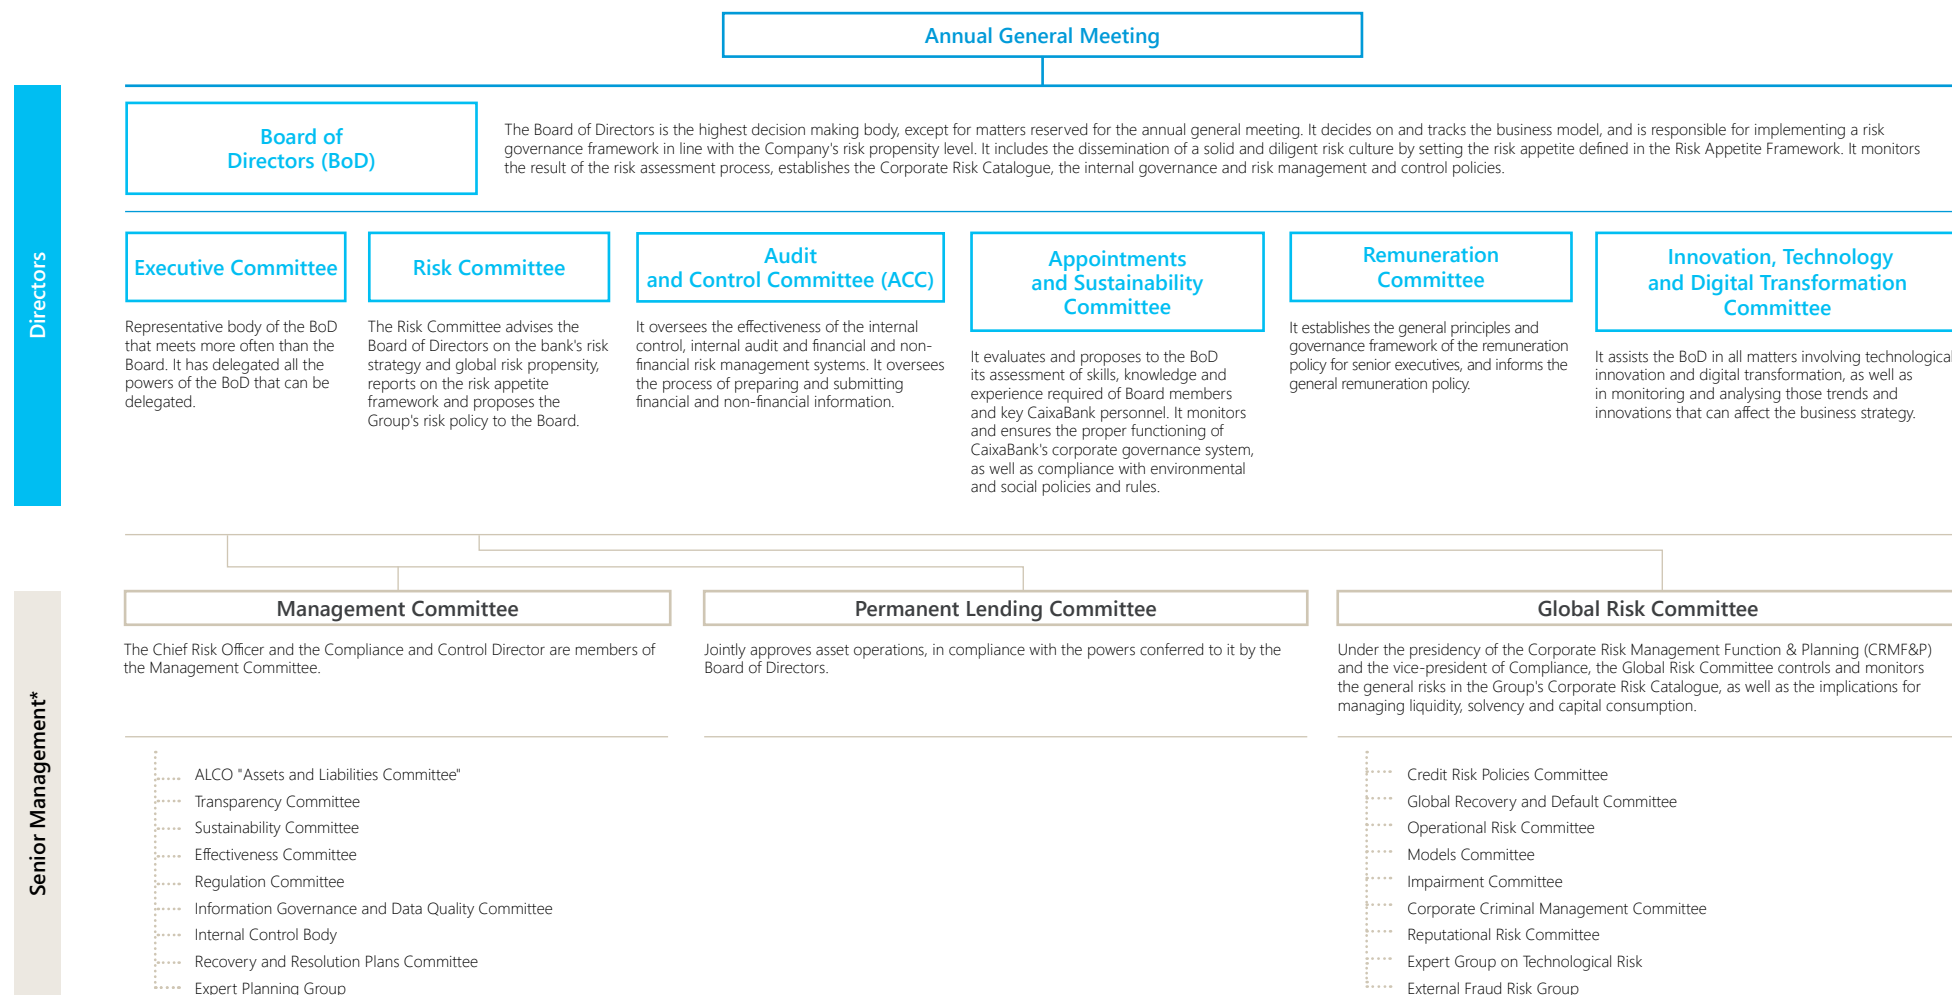 Annual General Meeting
Directors
Board of
Directors (BoD)
The Board of Directors is the highest decision making body, except for matters reserved for the annual general meeting. It decides on and tracks the business model, and is responsible for implementing a risk
governance framework in line with the Company's risk propensity level. It includes the dissemination of a solid and diligent risk culture by setting the risk appetite defined in the Risk Appetite Framework. It monitors
the result of the risk assessment process, establishes the Corporate Risk Catalogue, the internal governance and risk management and control policies.
Executive Committee
Representative body of the BoD
that meets more often than the
Board. It has delegated all the
powers of the BoD that can be
delegated.
Risk Committee
The Risk Committee advises the
Board of Directors on the bank's risk
strategy and global risk propensity,
reports on the risk appetite
framework and proposes the
Group's risk policy to the Board.
Audit
and Control Committee (ACC)
It oversees the effectiveness of the internal
control, internal audit and financial and non-
financial risk management systems. It oversees
the process of preparing and submitting
financial and non-financial information.
Appointments
and Sustainability
Committee
It evaluates and proposes to the BoD
its assessment of skills, knowledge and
experience required of Board members
and key CaixaBank personnel. It monitors
and ensures the proper functioning of
CaixaBank's corporate governance system,
as well as compliance with environmental
and social policies and rules.
Remuneration
Committee
It establishes the general principles and
governance framework of the remuneration
policy for senior executives, and informs the
general remuneration policy.
Innovation, Technology
and Digital Transformation
Committee
It assists the BoD in all matters involving technological
innovation and digital transformation, as well as
in monitoring and analysing those trends and
innovations that can affect the business strategy.
Senior Management*
Management Committee
The Chief Risk Officer and the Compliance and Control Director are members of
the Management Committee.
ALCO "Assets and Liabilities Committee"
Transparency Committee
Sustainability Committee
Effectiveness Committee
Regulation Committee
Information Governance and Data Quality Committee
Internal Control Body
Recovery and Resolution Plans Committee
Expert Planning Group
Permanent Lending Committee
Jointly approves asset operations, in compliance with the powers conferred to it by the
Board of Directors.
Global Risk Committee
Under the presidency of the Corporate Risk Management Function & Planning (CRMF&P)
and the vice-president of Compliance, the Global Risk Committee controls and monitors
the general risks in the Group's Corporate Risk Catalogue, as well as the implications for
managing liquidity, solvency and capital consumption.
Credit Risk Policies Committee
Global Recovery and Default Committee
Operational Risk Committee
Models Committee
Impairment Committee
Corporate Criminal Management Committee
Reputational Risk Committee
Expert Group on Technological Risk
External Fraud Risk Group